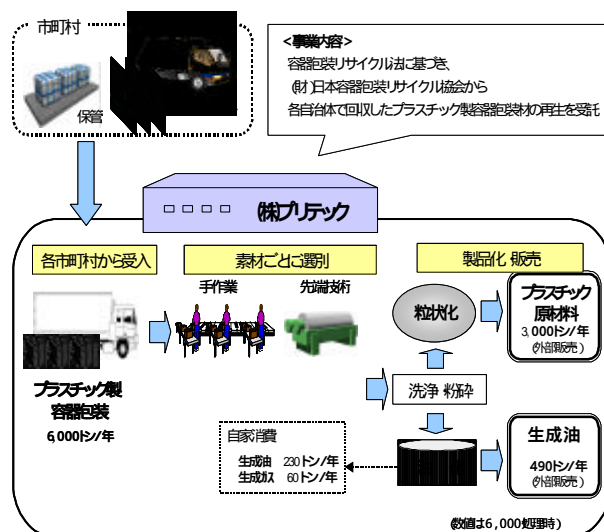 市町村
保管
<事業内容>
容器包装リサイクル法に基づき、
(財)日本容器包装リサイクル協会から
各自治体で回収したプラスチック製容器包装材の再生を受託
(株)プリテック
各市町村から受入
素材ごとに選別
製品化・販売
手作業
先端技術
粒状化
プラスチック
原材料
3,000トン/年
(外部販売)
プラスチック製
容器包装
6,000トン/年
洗浄・粉砕
自家消費
生成油 230トン/年
生成ガス 60トン/年
生成油
490トン/年
(外部販売)
(数値は6,000処理時)